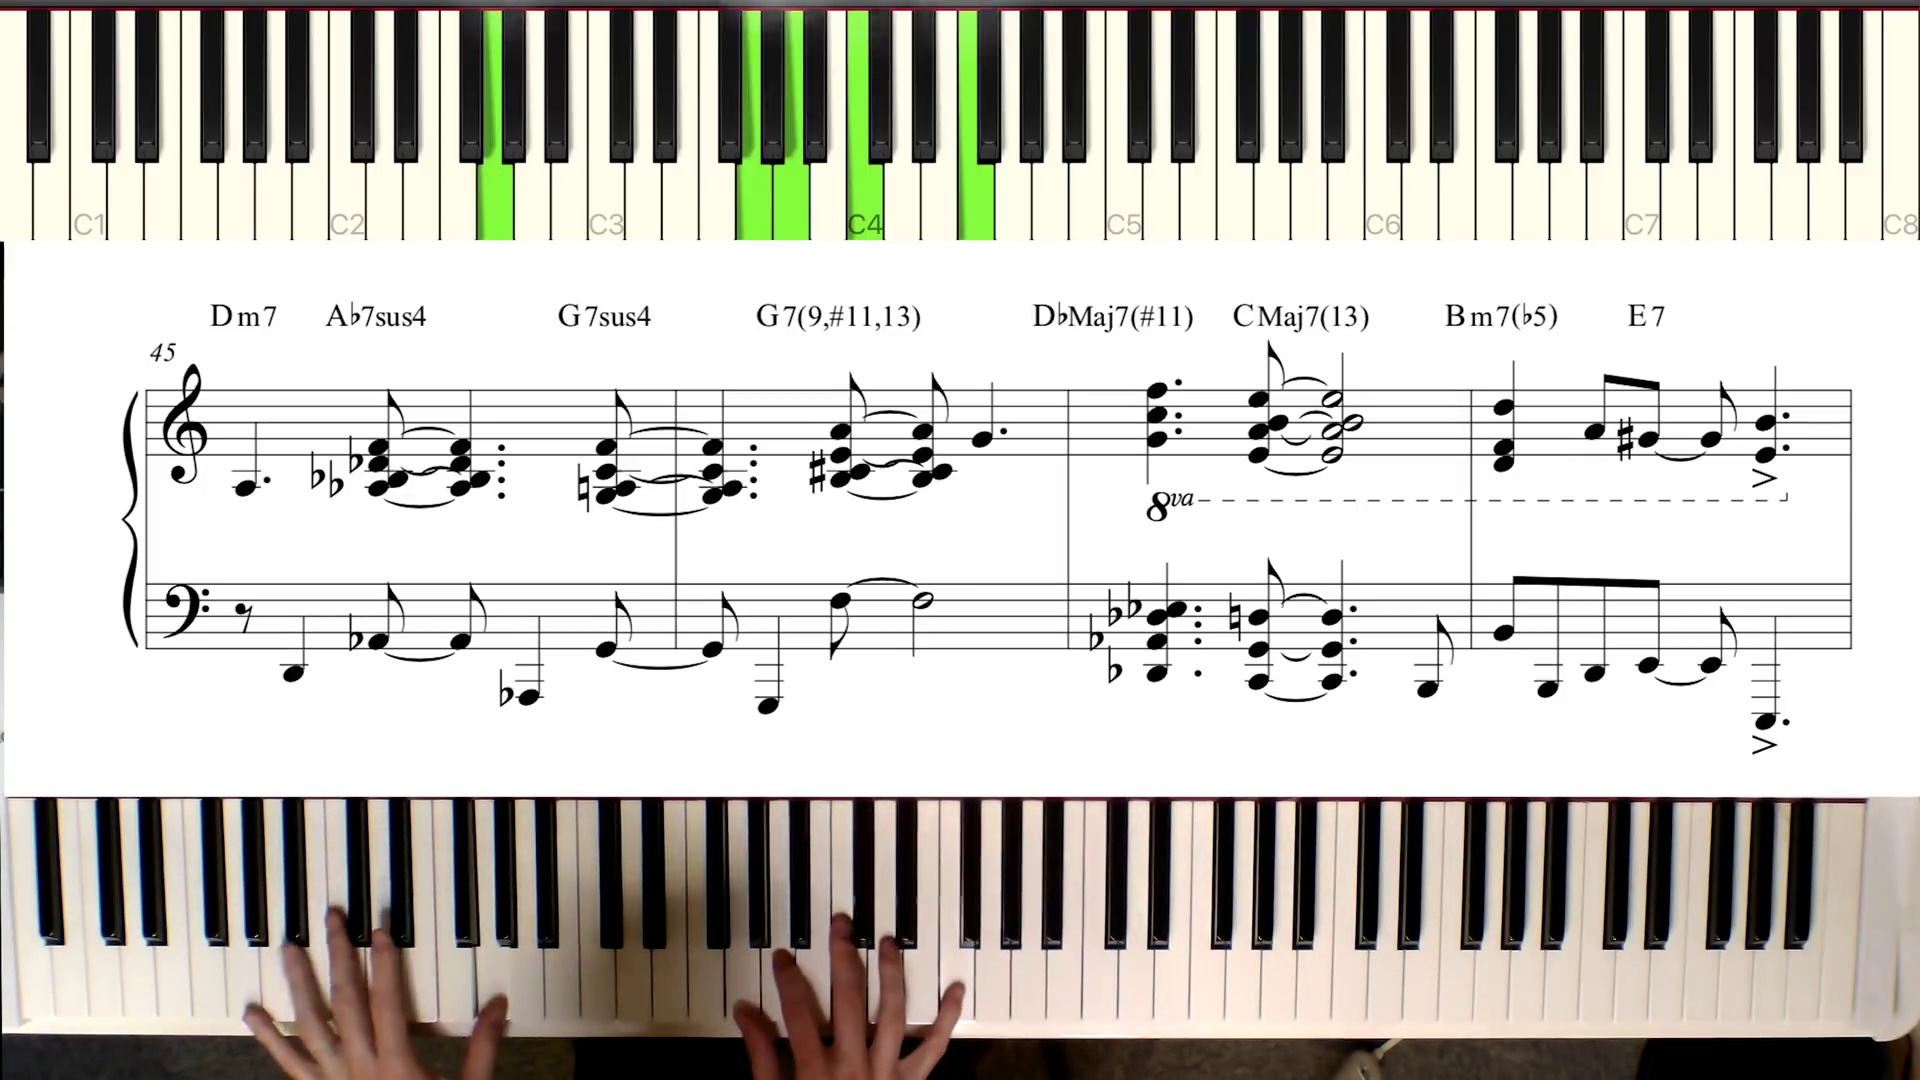 C1 C2 C3 C4 C5 C6 C7 C8
Dm7 A♭7sus4 G7sus4 G7(9,#11,13) D♭Maj7(#11) CMaj7(13) Bm7(♭5) E7
45
8va